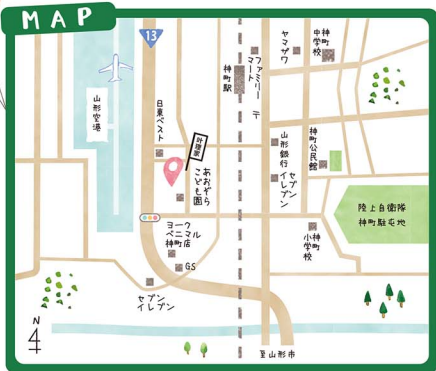 MAP
13
山形空港
日東ベスト
神町駅
ファミリー
マート
〒
ヤマザワ
神町
中学校
あおぞら
こども園
山形銀行
セブン
イレブン
神町公民館
陸上自衛隊
神町駐屯地
神町
小学校
ヨーク
ベニマル
神町店
GS
セブン
イレブン
N
至山形市